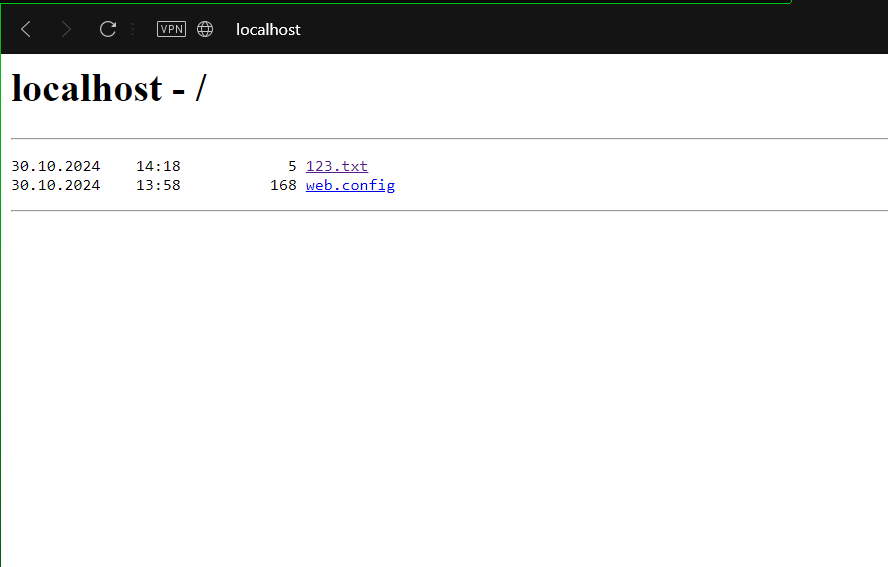 VPN localhost
localhost - /
30.10.2024 14:18 5 123.txt
30.10.2024 13:58 168 web.config